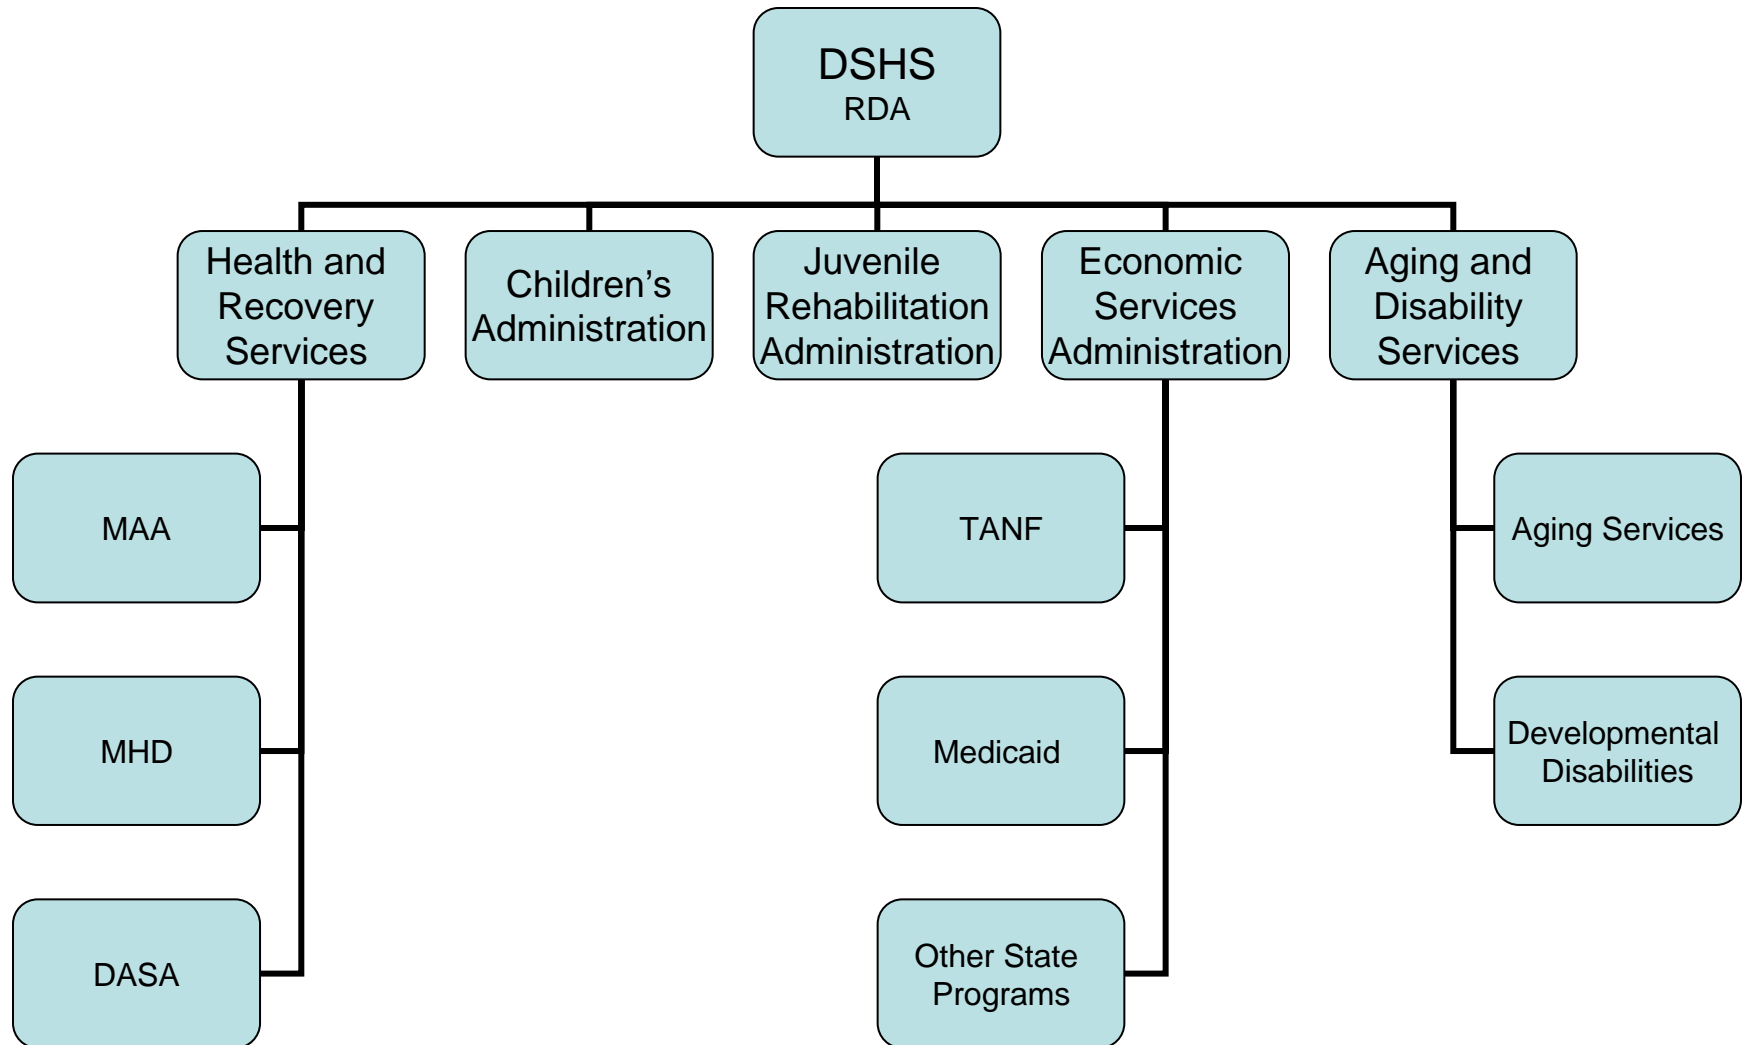 DSHS
RDA
Health and
Recovery
Services
Children’s
Administration
Juvenile
Rehabilitation
Administration
Economic
Services
Administration
Aging and
Disability
Services
MAA
TANF
Aging Services
MHD
Medicaid
Developmental
Disabilities
DASA
Other State
Programs